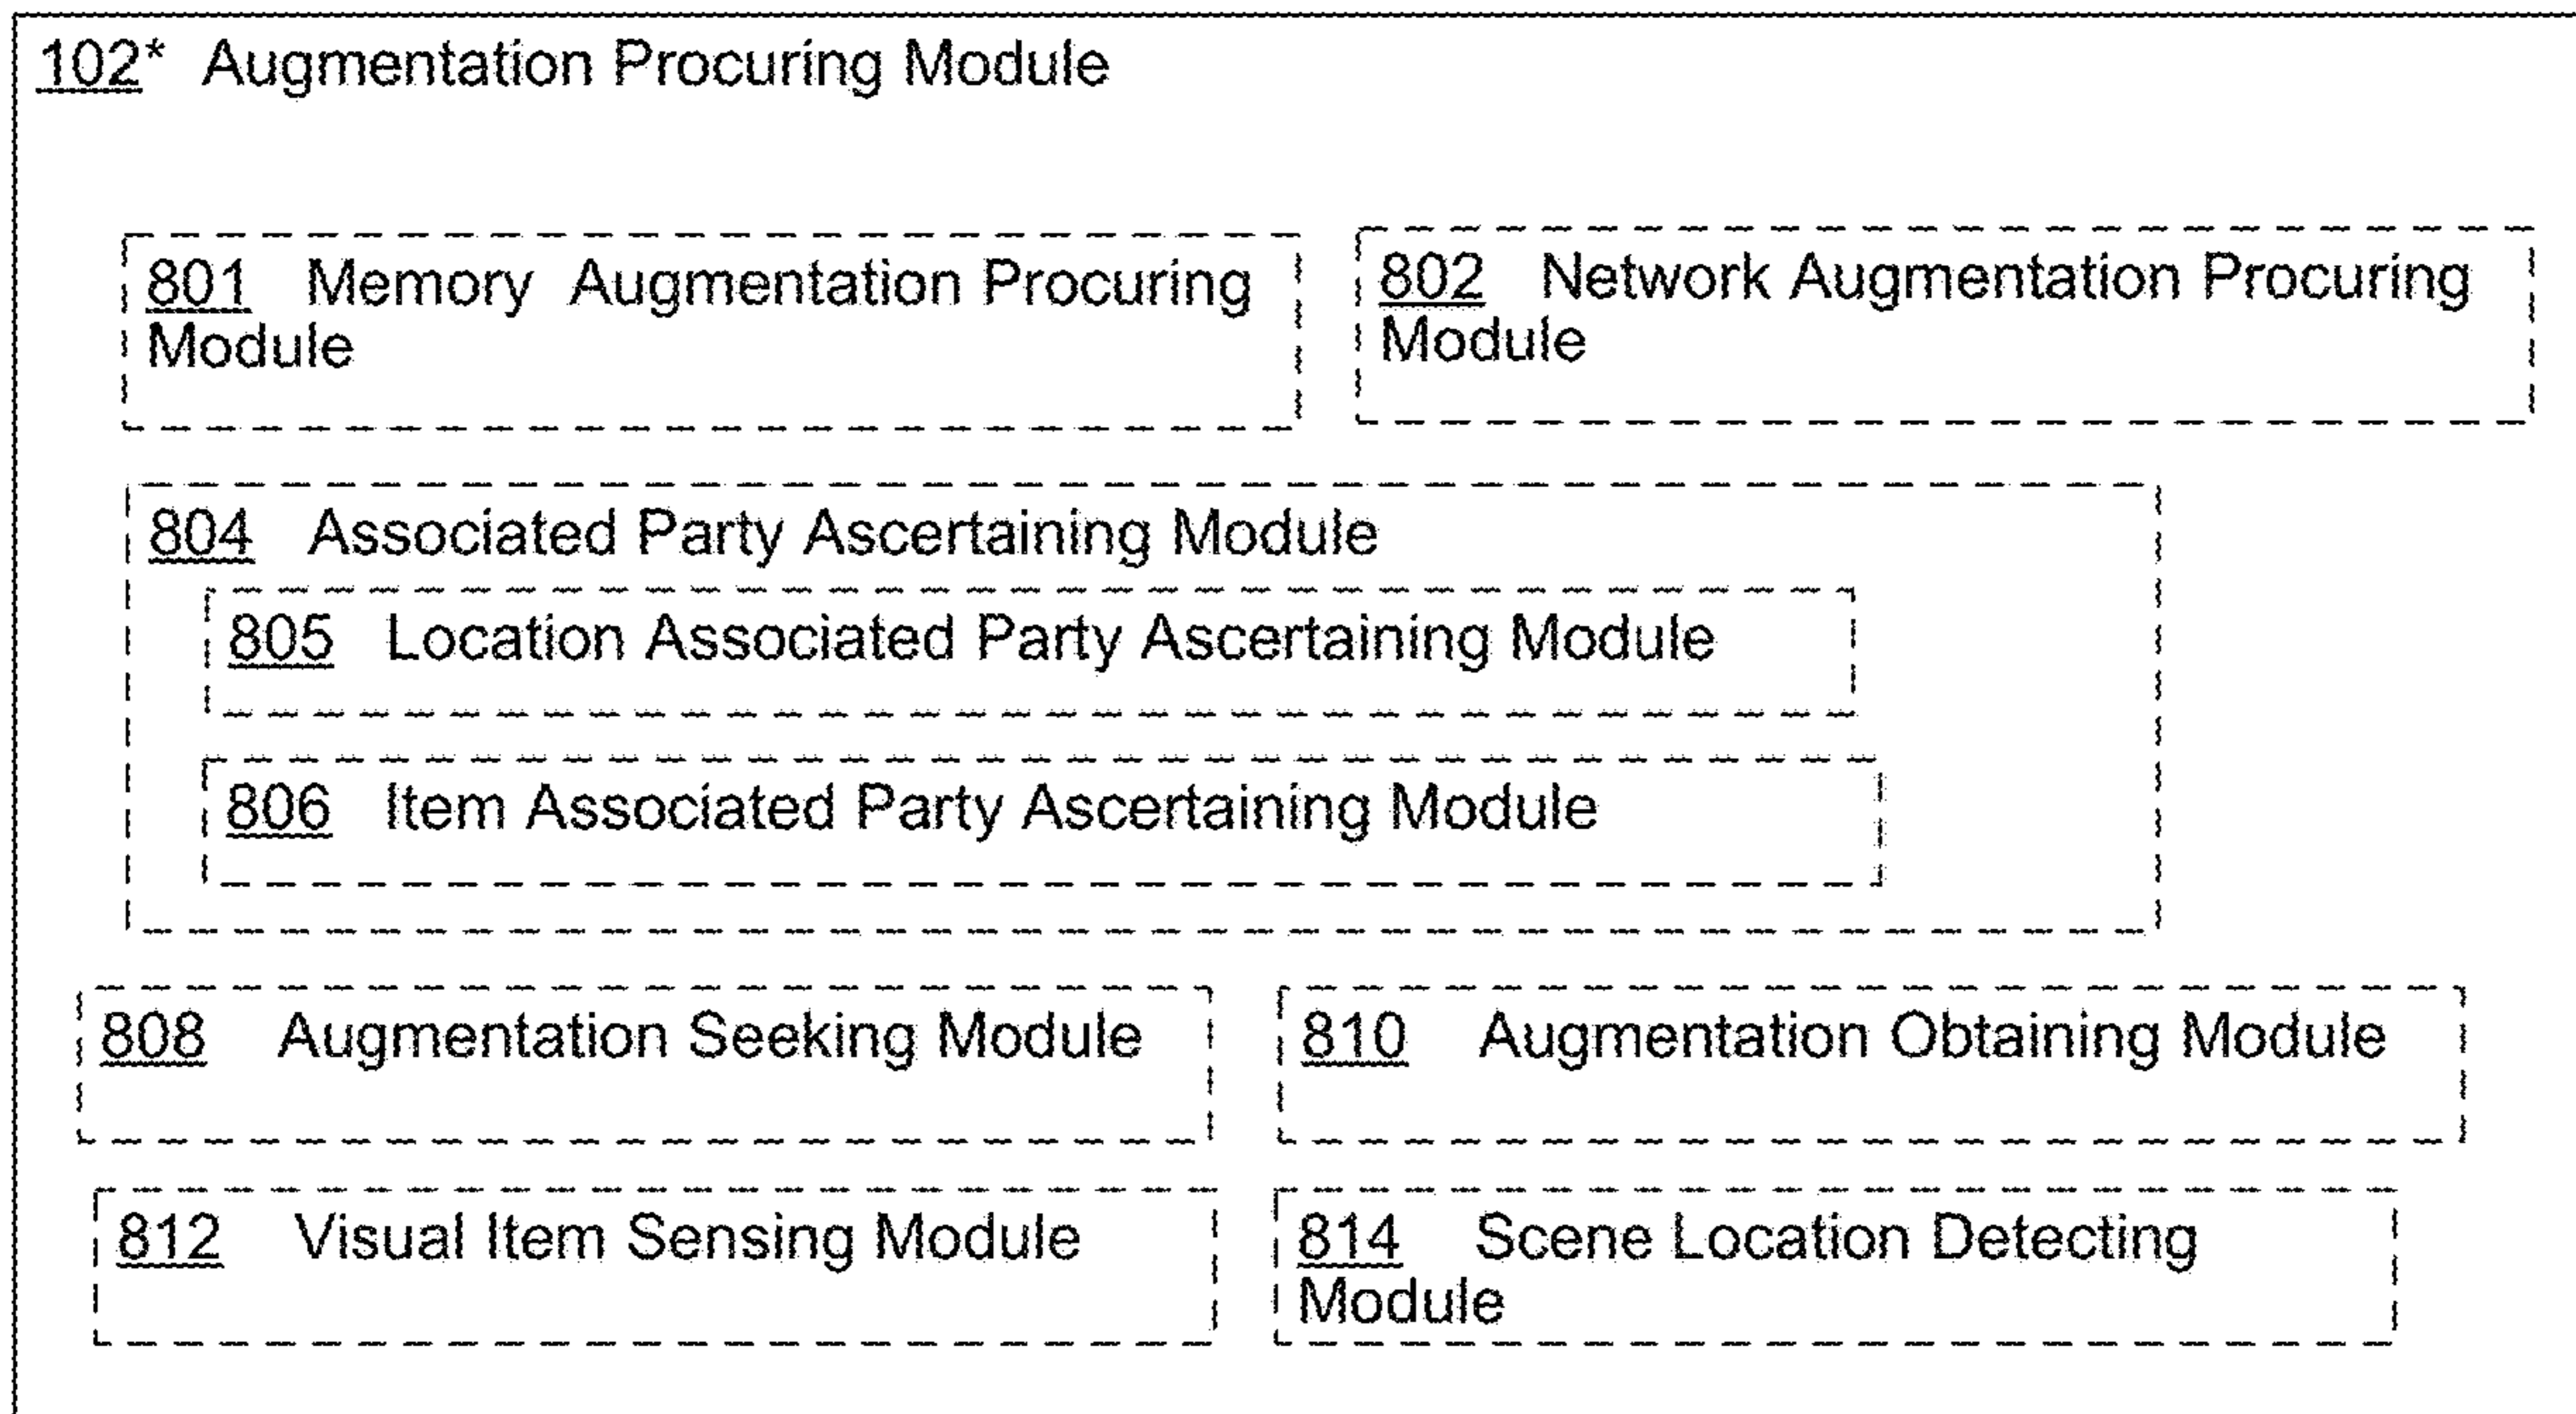 102* Augmentation Procuring Module
801 Memory Augmentation Procuring
Module
802 Network Augmentation Procuring
Module
804 Associated Party Ascertaining Module
805 Location Associated Party Ascertaining Module
806 Item Associated Party Ascertaining Module
808 Augmentation Seeking Module
810 Augmentation Obtaining Module
812 Visual Item Sensing Module
814 Scene Location Detecting
Module